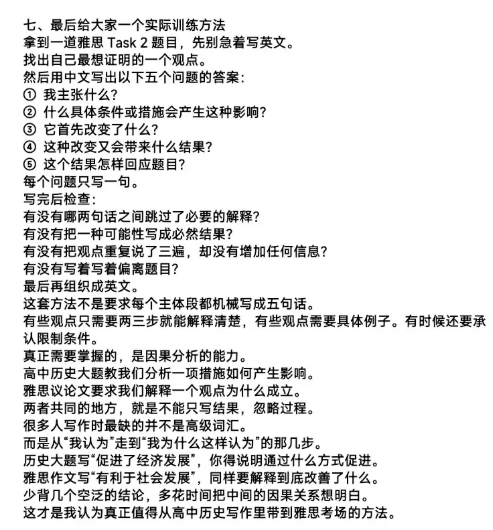 七、最后给大家一个实际训练方法
拿到一道雅思 Task 2 题目，先别急着写英文。
找出自己最想证明的一个观点。
然后用中文写出以下五个问题的答案：
① 我主张什么？
② 什么具体条件或措施会产生这种影响？
③ 它首先改变了什么？
④ 这种改变又会带来什么结果？
⑤ 这个结果怎样回应题目？
每个问题只写一句。
写完后检查：
有没有哪两句话之间跳过了必要的解释？
有没有把一种可能性写成必然结果？
有没有把观点重复说了三遍，却没有增加任何信息？
有没有写着写着偏离题目？
最后再组织成英文。
这套方法不是要求每个主体段都机械写成五句话。
有些观点只需要两三步就能解释清楚，有些观点需要具体例子。有时候还要承
认限制条件。
真正需要掌握的，是因果分析的能力。
高中历史大题教我们分析一项措施如何产生影响。
雅思议论文要求我们解释一个观点为什么成立。
两者共同的地方，就是不能只写结果，忽略过程。
很多人写作时最缺的并不是高级词汇。
而是从“我认为”走到“我为什么这样认为”的那几步。
历史大题写“促进了经济发展”，你得说明通过什么方式促进。
雅思作文写“有利于社会发展”，同样要解释到底改善了什么。
少背几个空泛的结论，多花时间把中间的因果关系想明白。
这才是我认为真正值得从高中历史写作里带到雅思考场的方法。